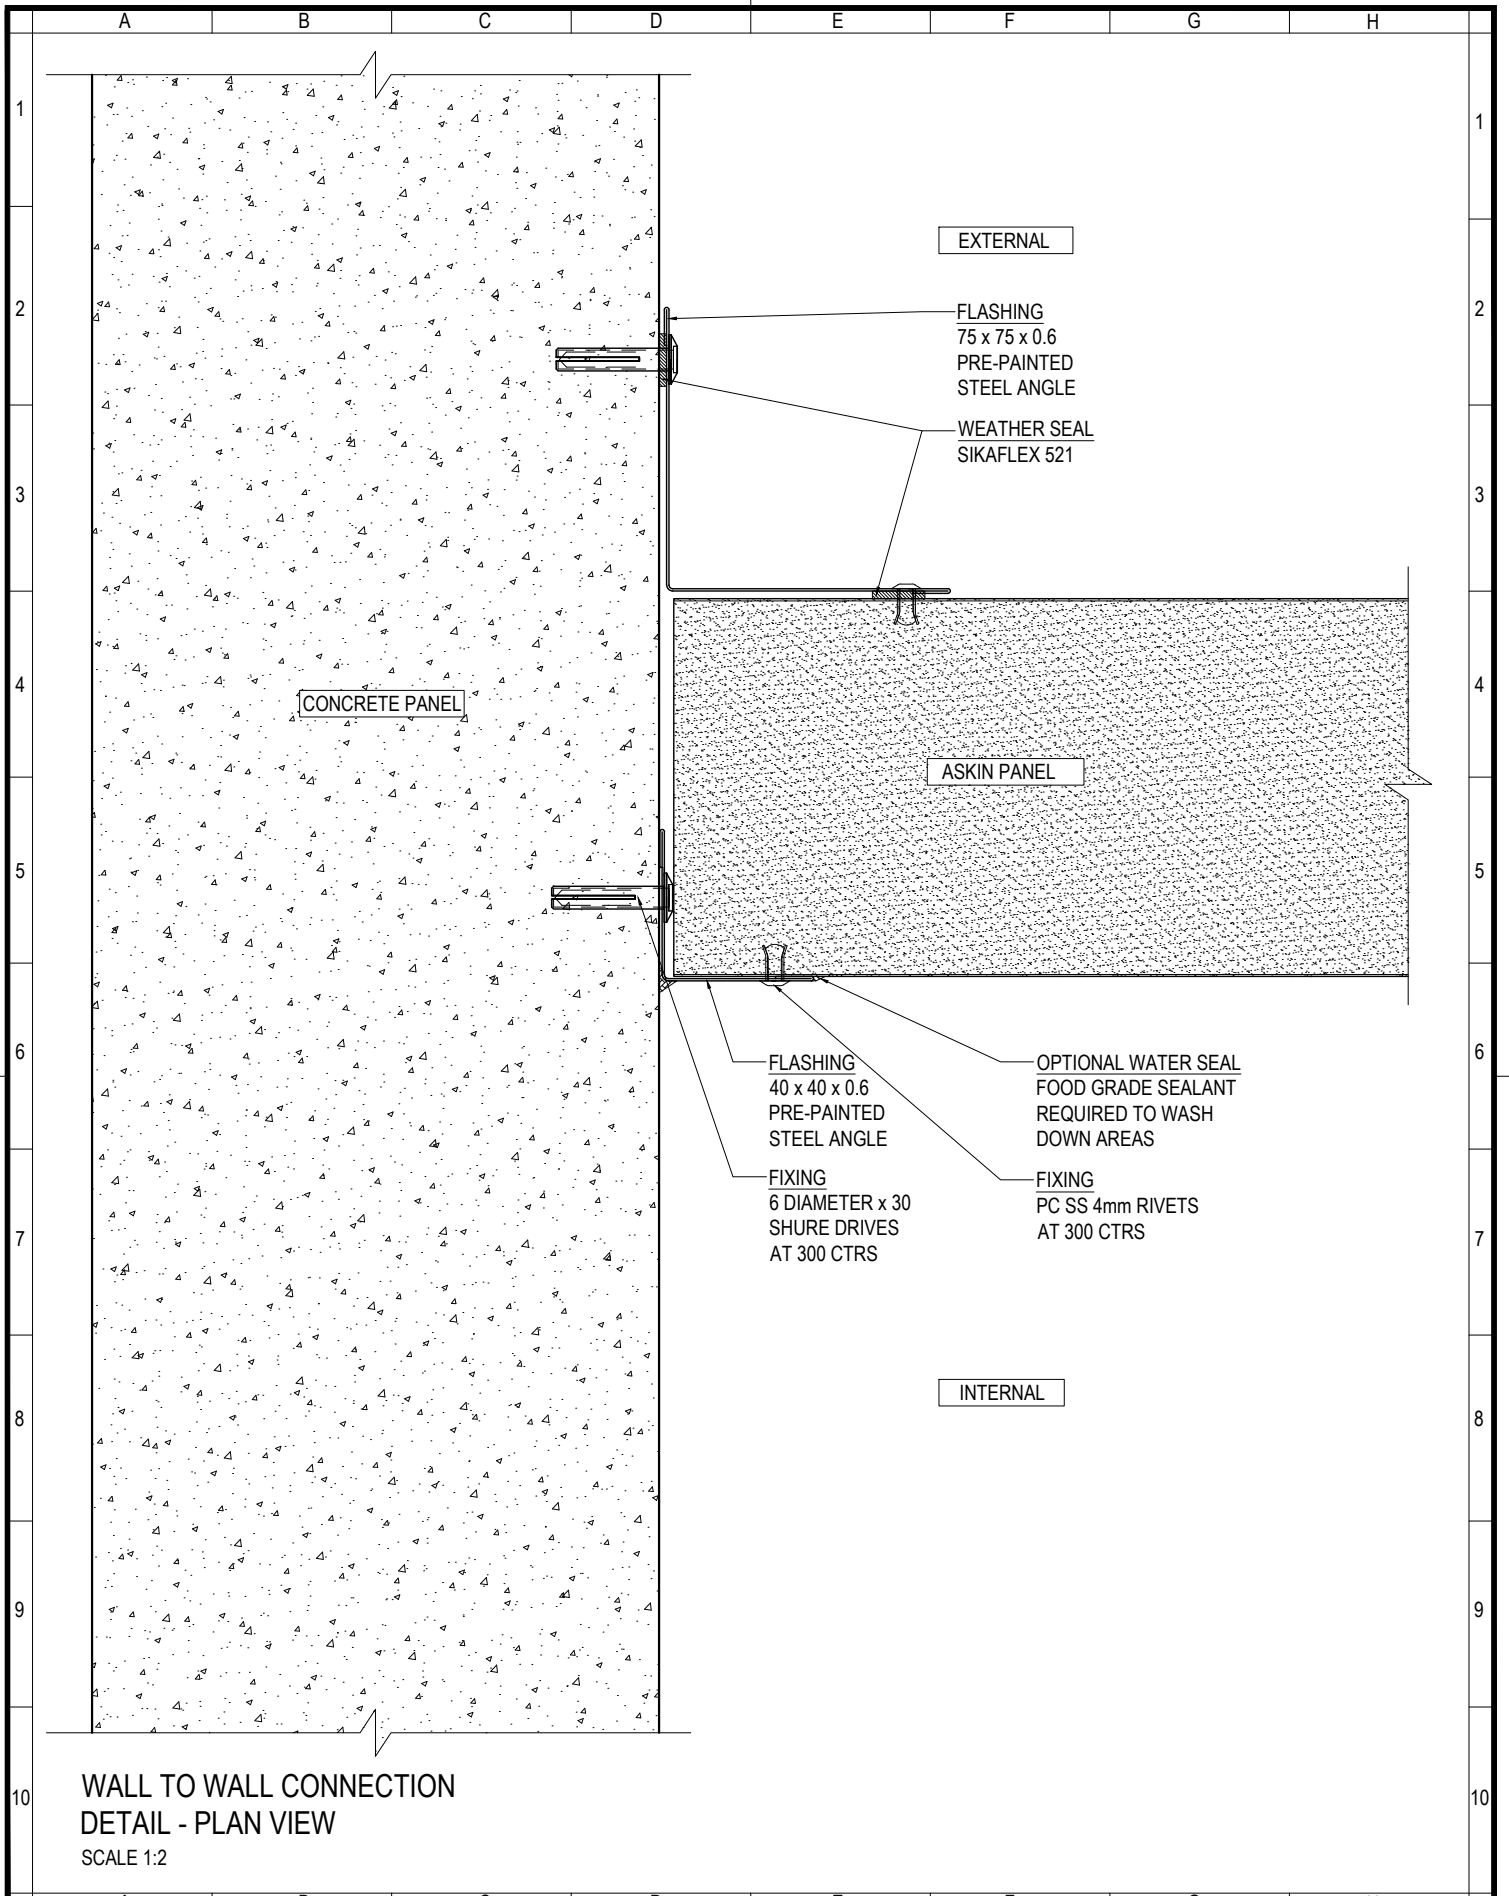 A B C D E F G H
1
1
EXTERNAL
2
2
FLASHING
75 x 75 x 0.6
PRE-PAINTED
STEEL ANGLE
WEATHER SEAL
SIKAFLEX 521
3
3
4
4
CONCRETE PANEL
ASKIN PANEL
5
5
6
6
FLASHING
40 x 40 x 0.6
PRE-PAINTED
STEEL ANGLE
OPTIONAL WATER SEAL
FOOD GRADE SEALANT
REQUIRED TO WASH
DOWN AREAS
FIXING
6 DIAMETER x 30
SHURE DRIVES
AT 300 CTRS
FIXING
PC SS 4mm RIVETS
AT 300 CTRS
7
7
INTERNAL
8
8
9
9
WALL TO WALL CONNECTION
DETAIL - PLAN VIEW
SCALE 1:2
10
10